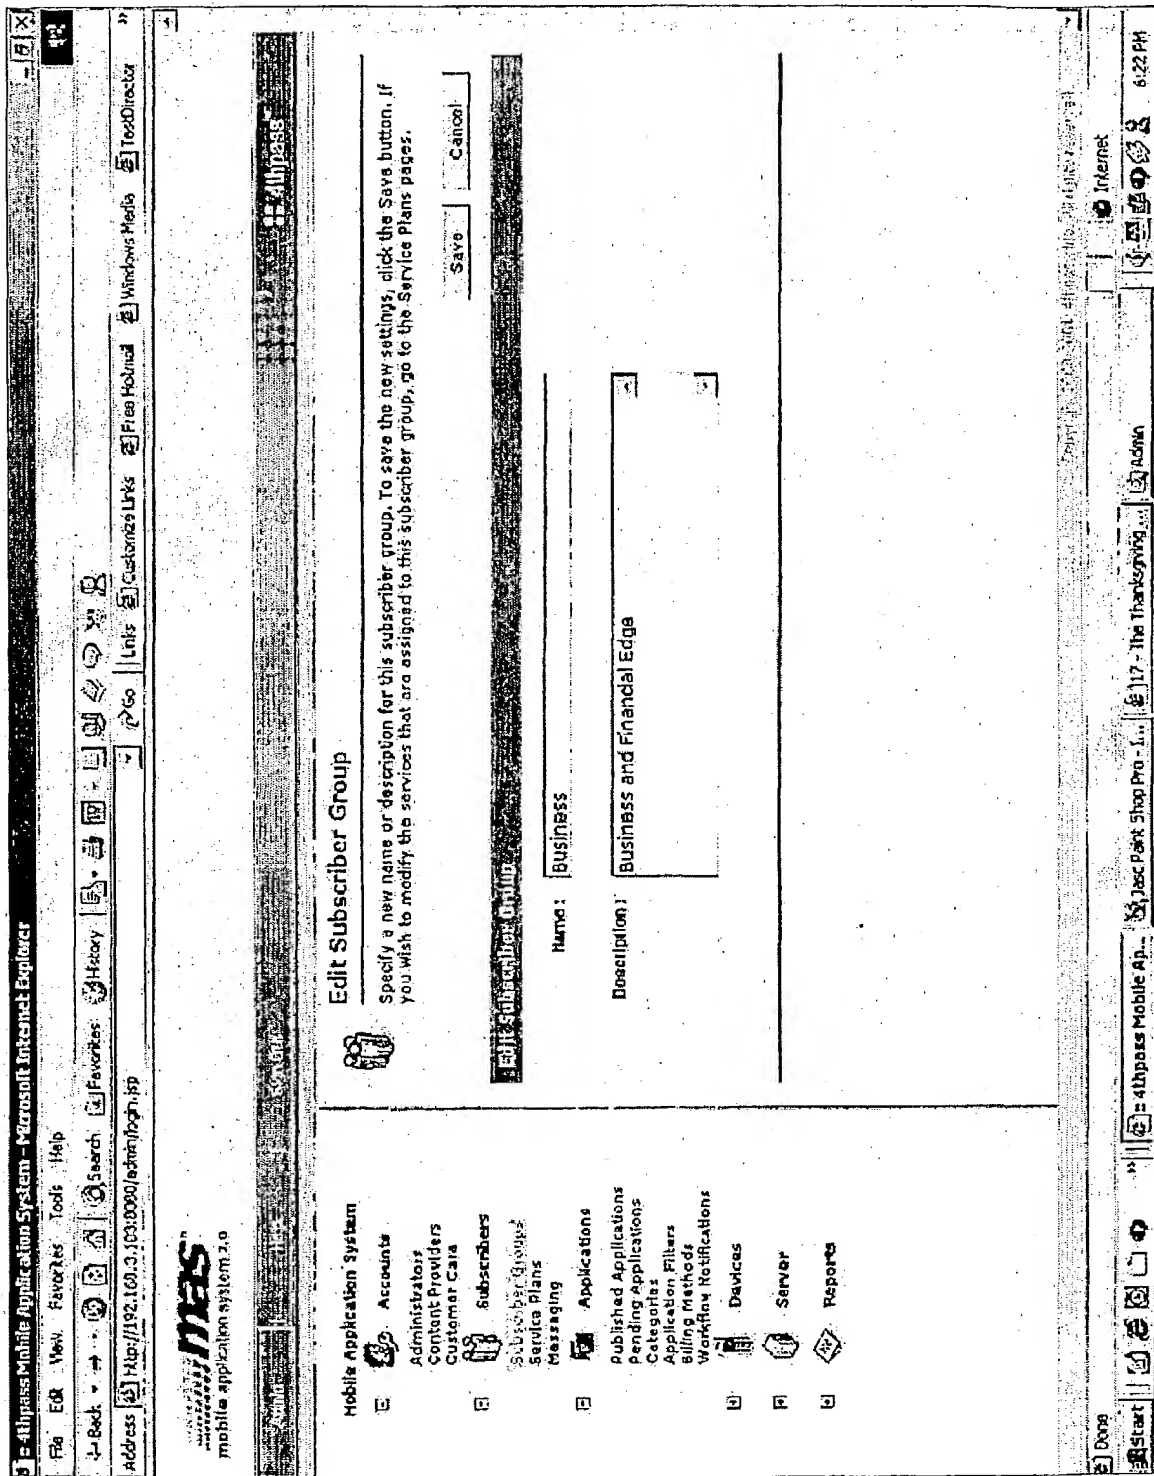 4thpass Mobile Application System - Microsoft Internet Explorer
File Edit View Favorites Tools Help
Back Search Favorites History
Address http://192.168.3.103:8080/admin/login.jsp Go Links Customize Links Free Hotmail Windows Media TestDirector
mas
mobile application system 2.0
4thpass
Mobile Application System
Accounts
Administrators
Content Providers
Customer Care
Subscribers
Subscriber Groups
Service Plans
Messaging
Applications
Published Applications
Pending Applications
Categories
Application Filters
Billing Methods
Workflow Notifications
Devices
Server
Reports
Edit Subscriber Group
Specify a new name or description for this subscriber group. To save the new settings, click the Save button. If
you wish to modify the services that are assigned to this subscriber group, go to the Service Plans pages.
Save Cancel
Edit Subscriber Group
Name: Business
Description: Business and Financial Edge
Done Internet
Start 4thpass Mobile Ap... Jasc Paint Shop Pro - I... 17 - The Thanksgiving ... Admin 6:22 PM